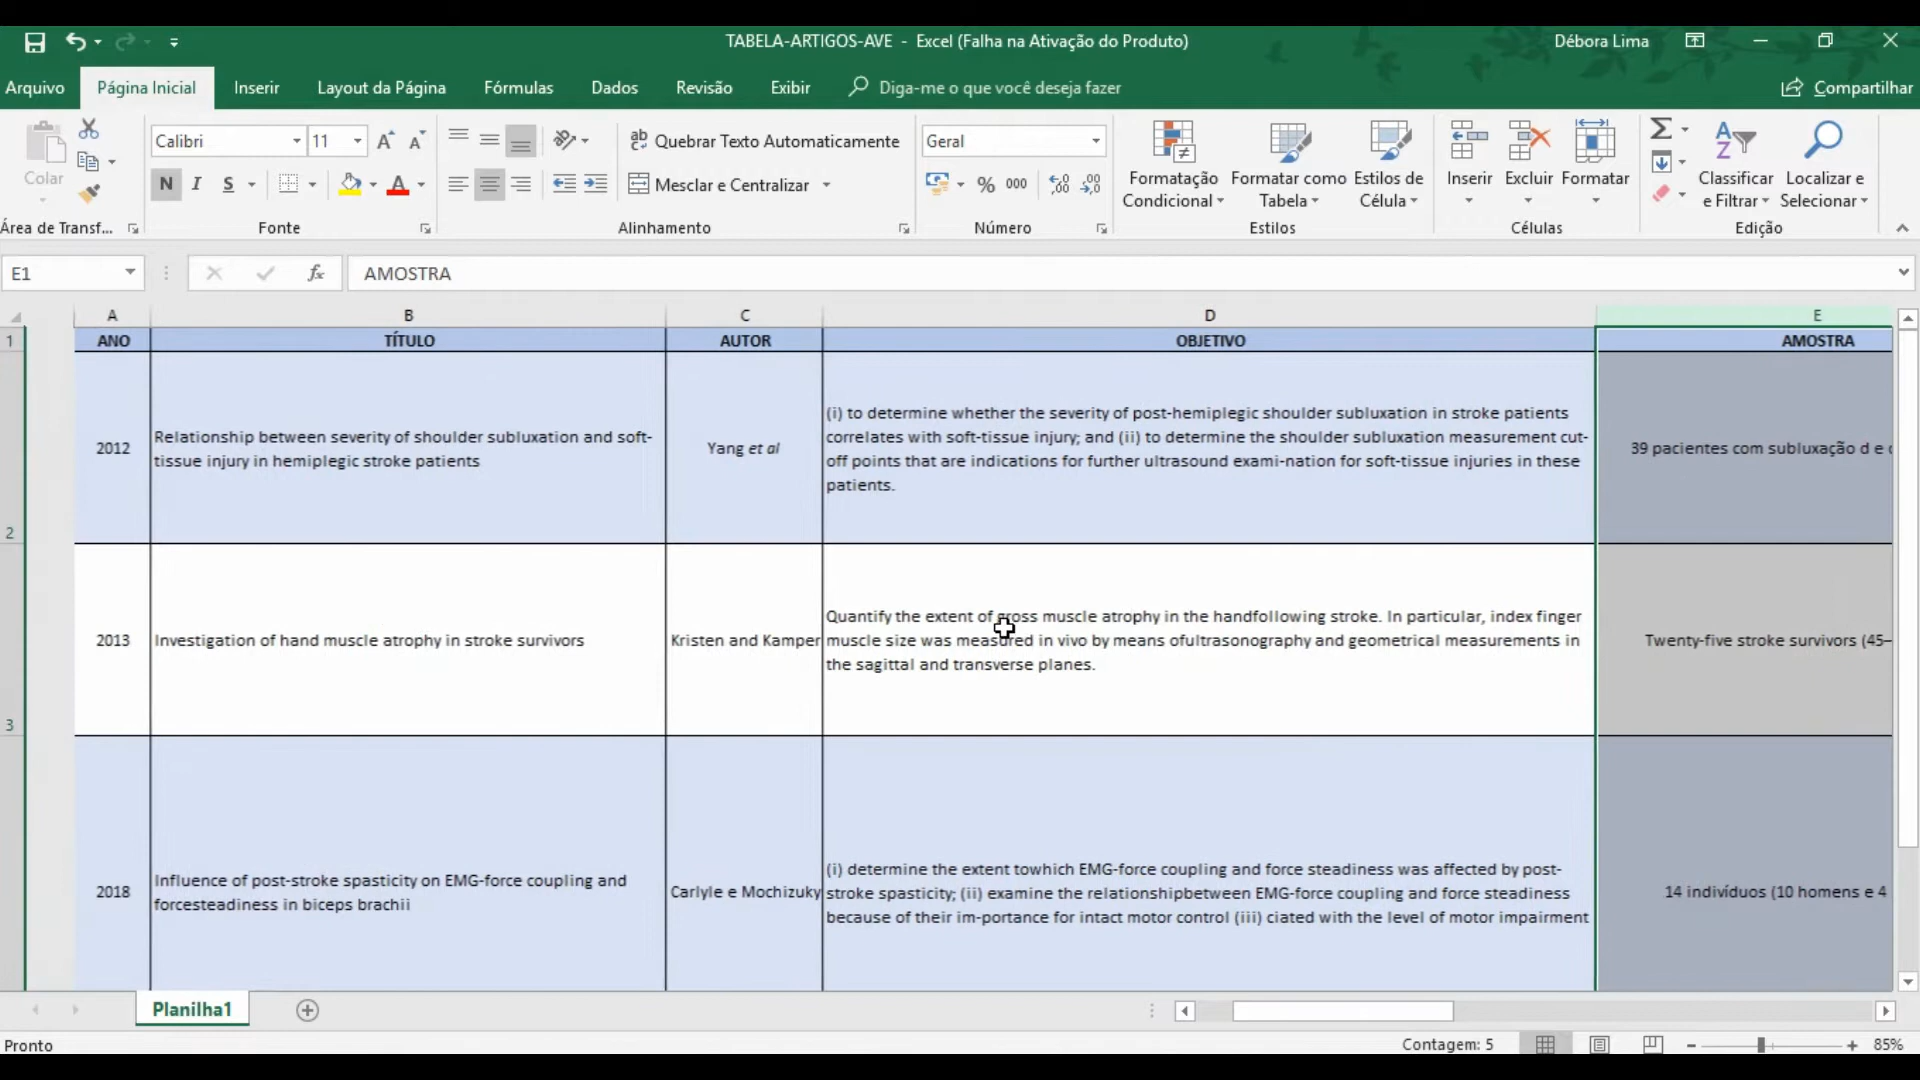 TABELA-ARTIGOS-AVE - Excel (Falha na Ativação do Produto)
Débora Lima
Arquivo
Página Inicial
Inserir
Layout da Página
Fórmulas
Dados
Revisão
Exibir
Diga-me o que você deseja fazer
Compartilhar
Colar
Calibri
11
N I S
Quebrar Texto Automaticamente
Mesclar e Centralizar
Geral
% 000
Formatação Condicional
Formatar como Tabela
Estilos de Célula
Inserir
Excluir
Formatar
Classificar e Filtrar
Localizar e Selecionar
Área de Transf...
Fonte
Alinhamento
Número
Estilos
Células
Edição
E1
fx
AMOSTRA
A B C D E
1
ANO
TÍTULO
AUTOR
OBJETIVO
AMOSTRA
2
2012
Relationship between severity of shoulder subluxation and soft-
tissue injury in hemiplegic stroke patients
Yang et al
(i) to determine whether the severity of post-hemiplegic shoulder subluxation in stroke patients
correlates with soft-tissue injury; and (ii) to determine the shoulder subluxation measurement cut-
off points that are indications for further ultrasound exami-nation for soft-tissue injuries in these
patients.
39 pacientes com subluxação d e
3
2013
Investigation of hand muscle atrophy in stroke survivors
Kristen and Kamper
Quantify the extent of gross muscle atrophy in the handfollowing stroke. In particular, index finger
muscle size was measured in vivo by means ofultrasonography and geometrical measurements in
the sagittal and transverse planes.
Twenty-five stroke survivors (45–
2018
Influence of post-stroke spasticity on EMG-force coupling and
forcesteadiness in biceps brachii
Carlyle e Mochizuky
(i) determine the extent towhich EMG-force coupling and force steadiness was affected by post-
stroke spasticity; (ii) examine the relationshipbetween EMG-force coupling and force steadiness
because of their im-portance for intact motor control (iii) ciated with the level of motor impairment
14 indivíduos (10 homens e 4
Planilha1
Pronto
Contagem: 5
85%